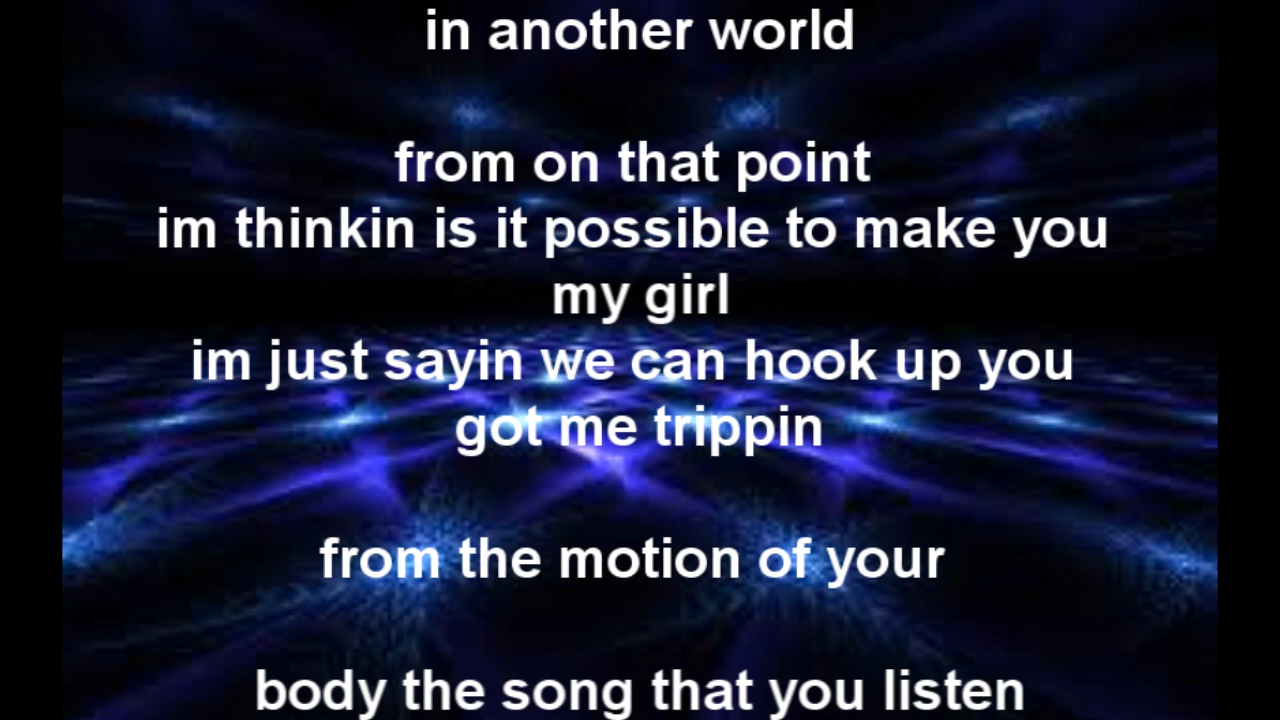 in another world
from on that point
im thinkin is it possible to make you
my girl
im just sayin we can hook up you
got me trippin
from the motion of your
body the song that you listen